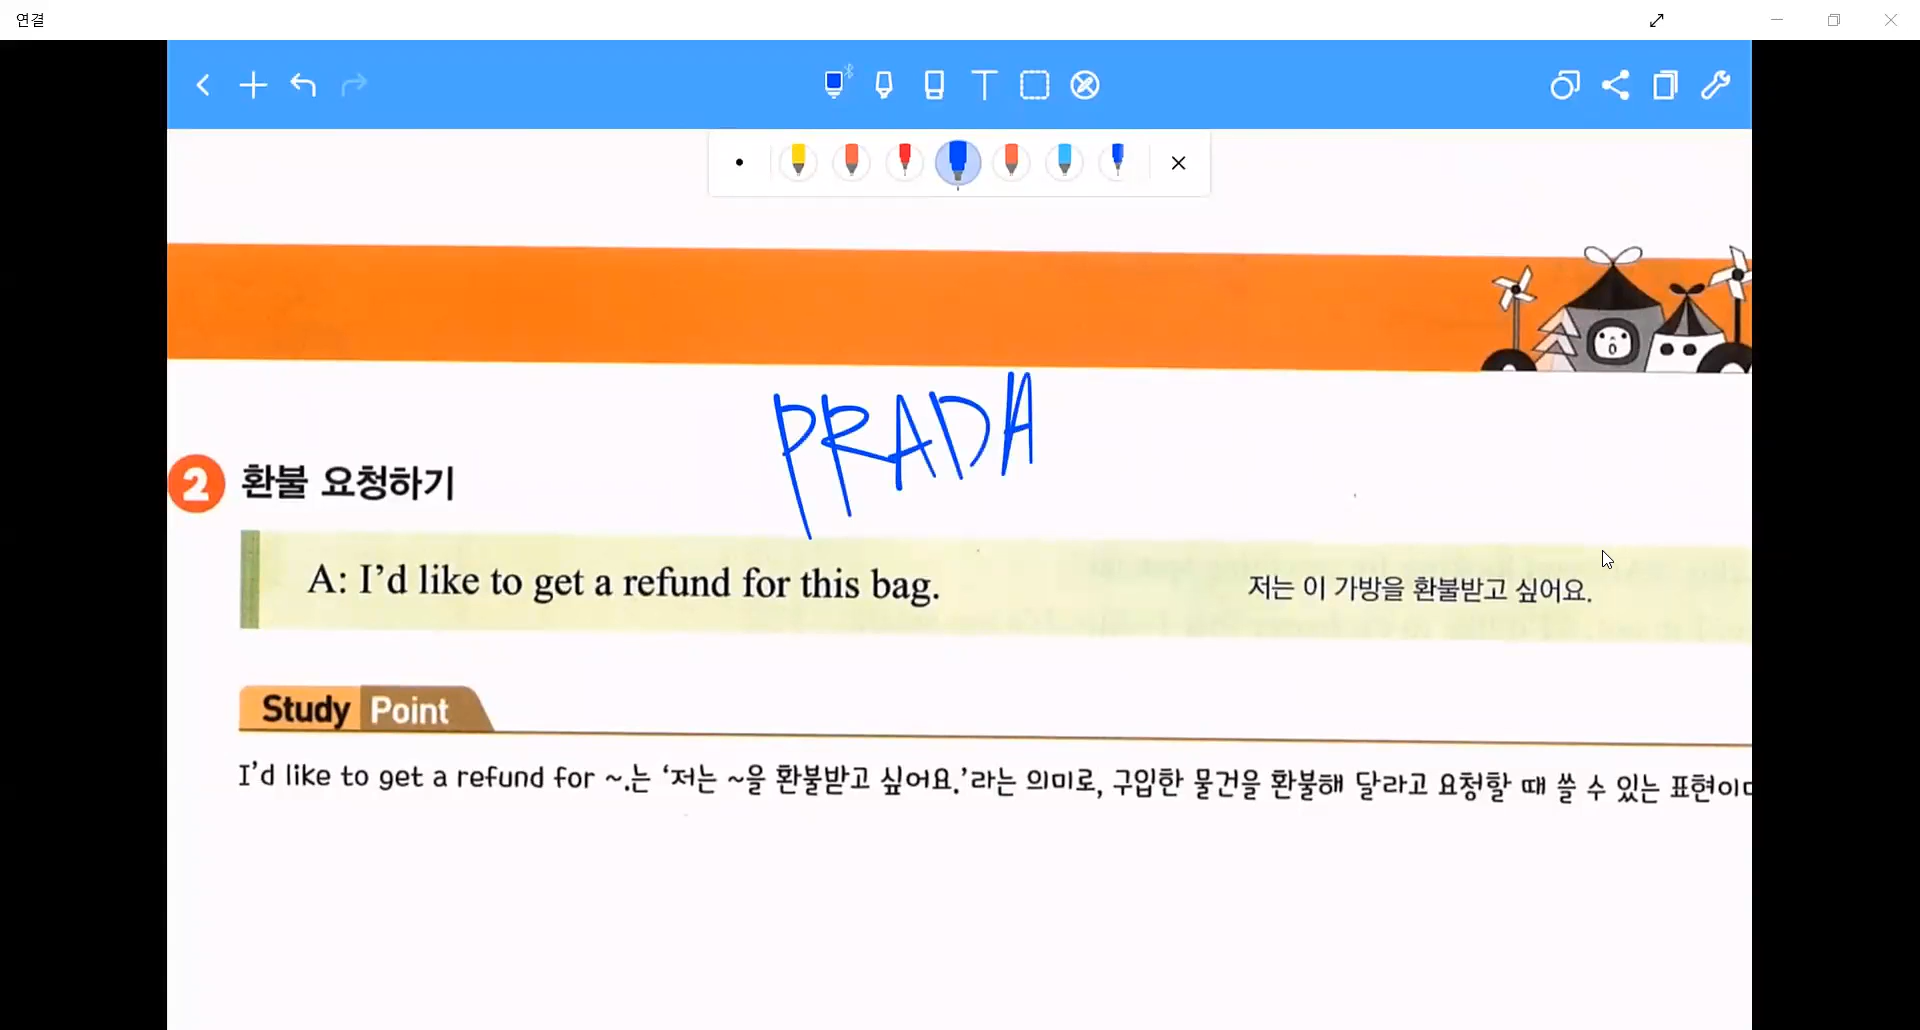 연결
PRADA
2 환불 요청하기
A: I'd like to get a refund for this bag. 저는 이 가방을 환불받고 싶어요.
Study Point
I'd like to get a refund for ~.는 '저는 ~을 환불받고 싶어요.'라는 의미로, 구입한 물건을 환불해 달라고 요청할 때 쓸 수 있는 표현이